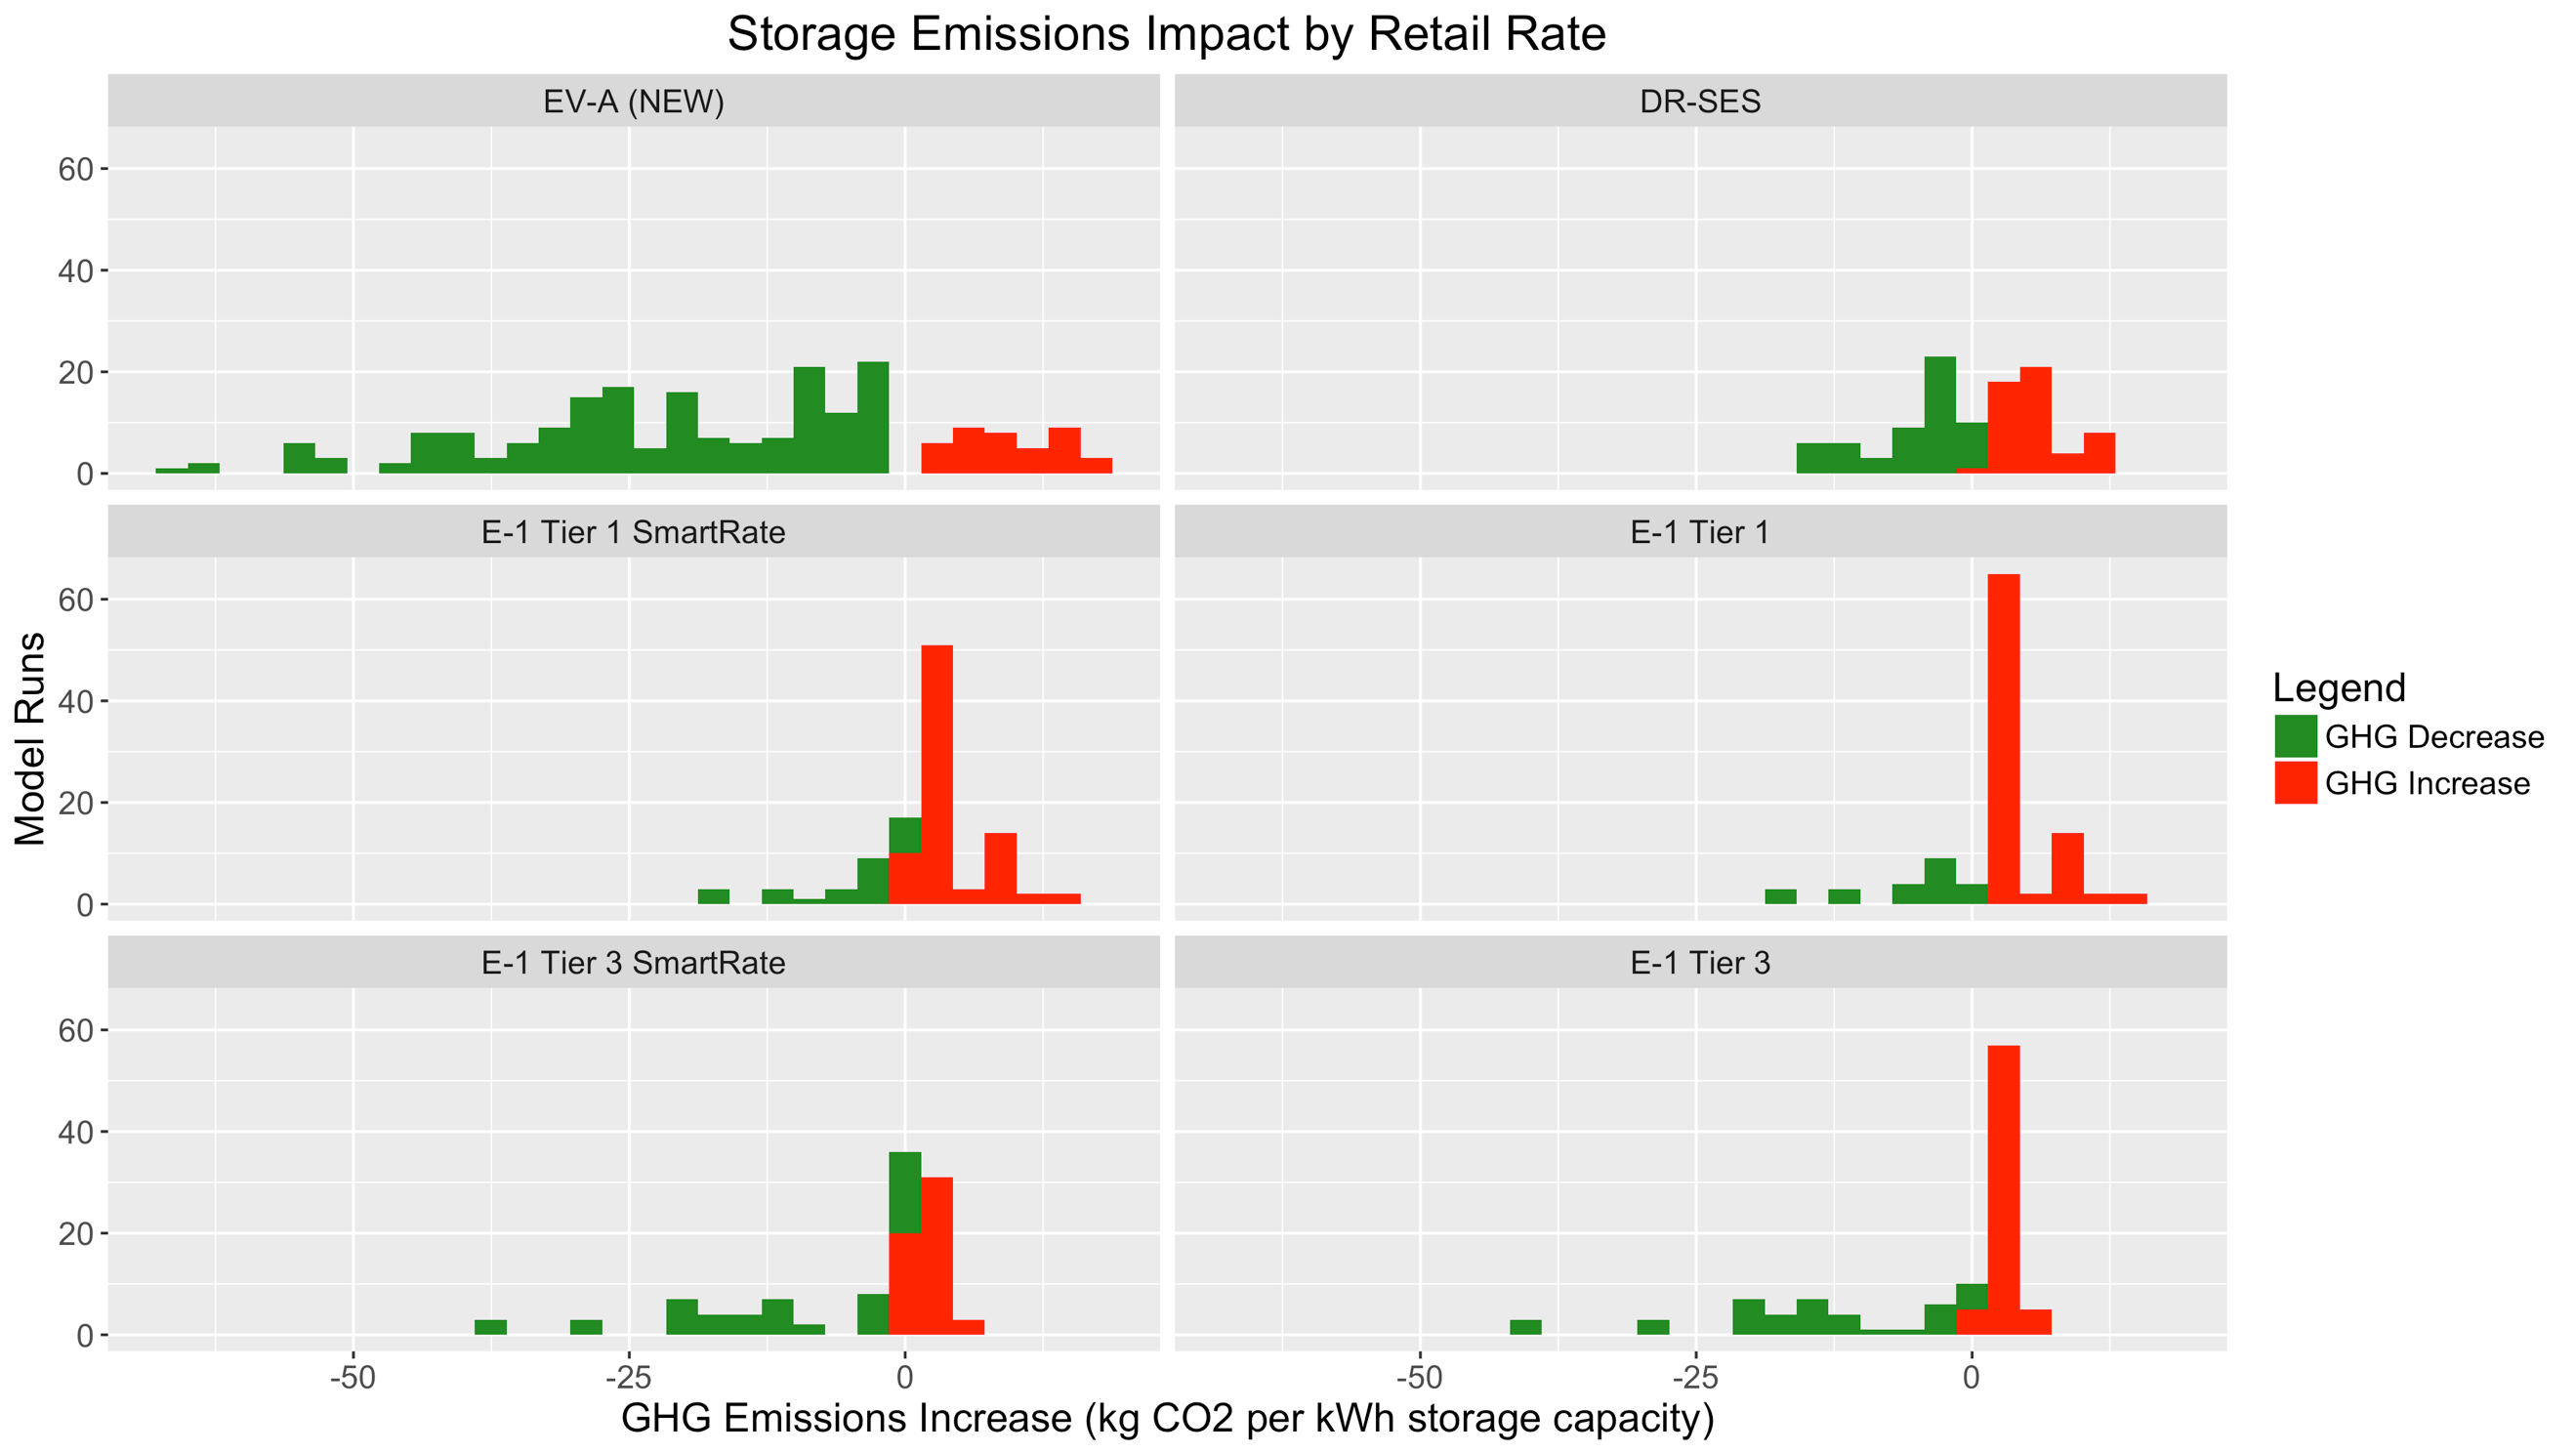 Storage Emissions Impact by Retail Rate
EV-A (NEW)
DR-SES
60
40
20
0
E-1 Tier 1 SmartRate
E-1 Tier 1
60
40
20
0
E-1 Tier 3 SmartRate
E-1 Tier 3
60
40
20
0
-50
-25
0
-50
-25
0
Model Runs
GHG Emissions Increase (kg CO2 per kWh storage capacity)
Legend
GHG Decrease
GHG Increase